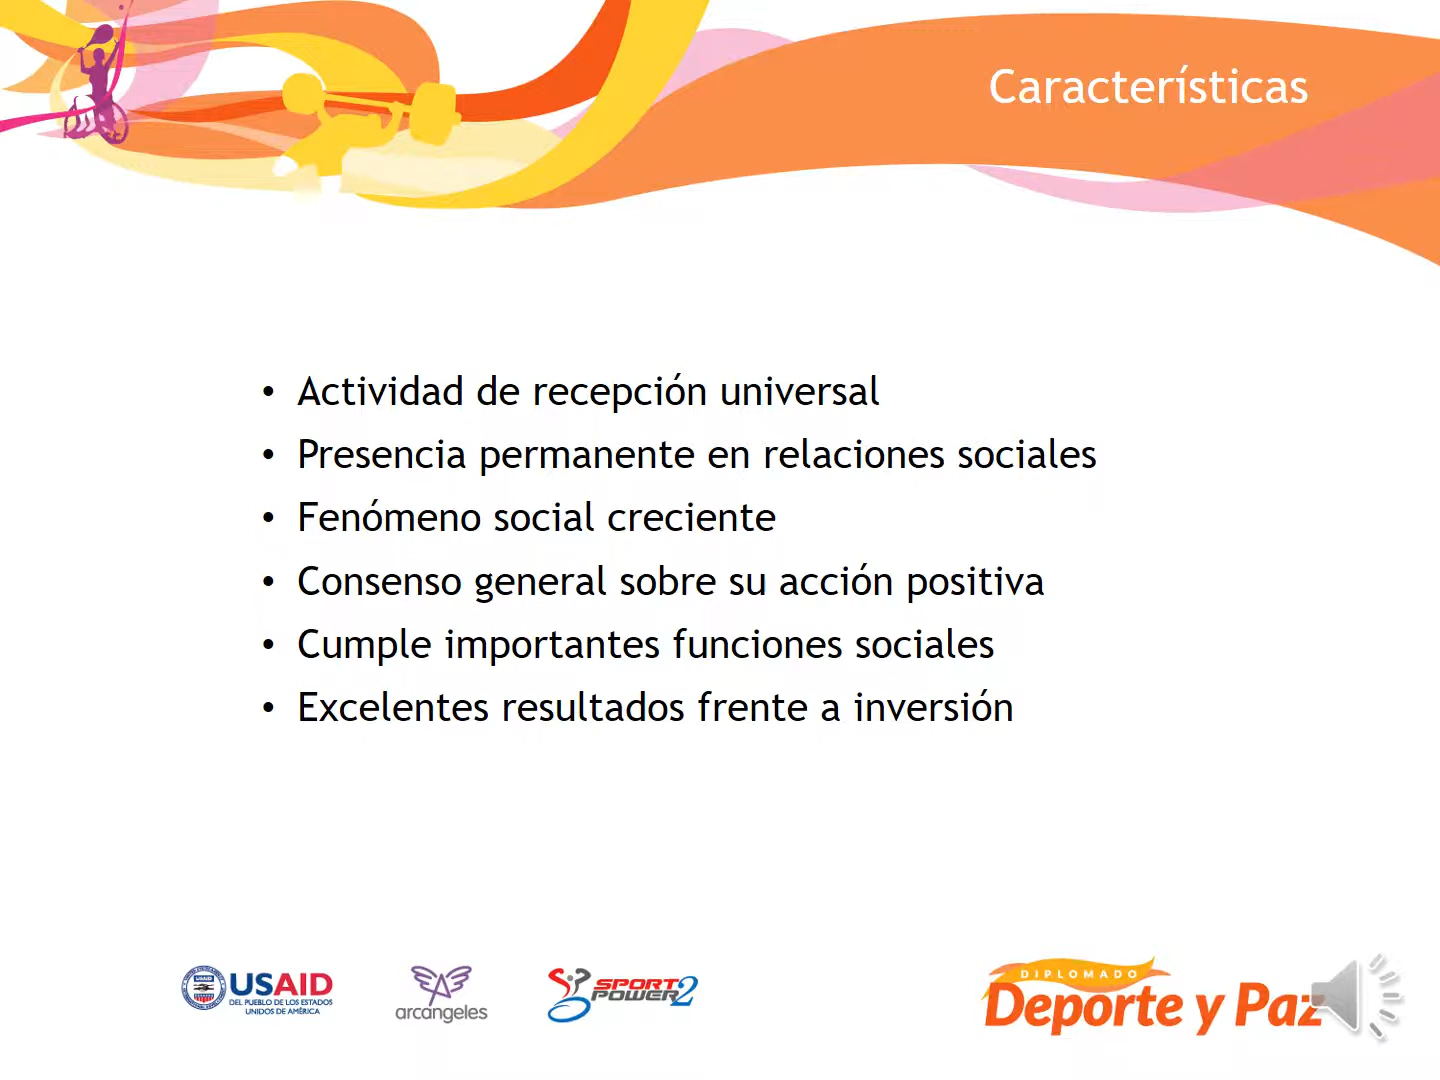 Características
• Actividad de recepción universal
• Presencia permanente en relaciones sociales
• Fenómeno social creciente
• Consenso general sobre su acción positiva
• Cumple importantes funciones sociales
• Excelentes resultados frente a inversión
USAID
DEL PUEBLO DE LOS ESTADOS
UNIDOS DE AMÉRICA
arcángeles
SPORT
POWER2
DIPLOMADO
Deporte y Paz